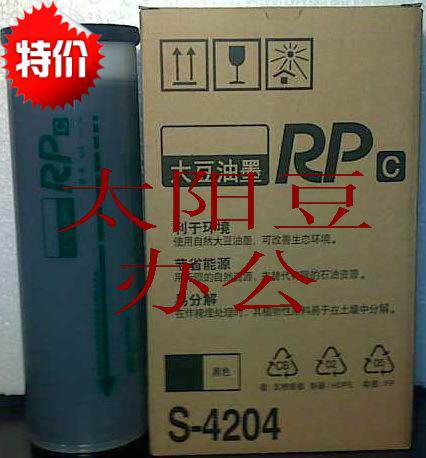 特价
RP C
大豆油墨 RP C
太阳豆
办公
利于环境
使用自然大豆油墨，可改善生态环境。
节省能源
易分解
黑色
02
05
S-4204